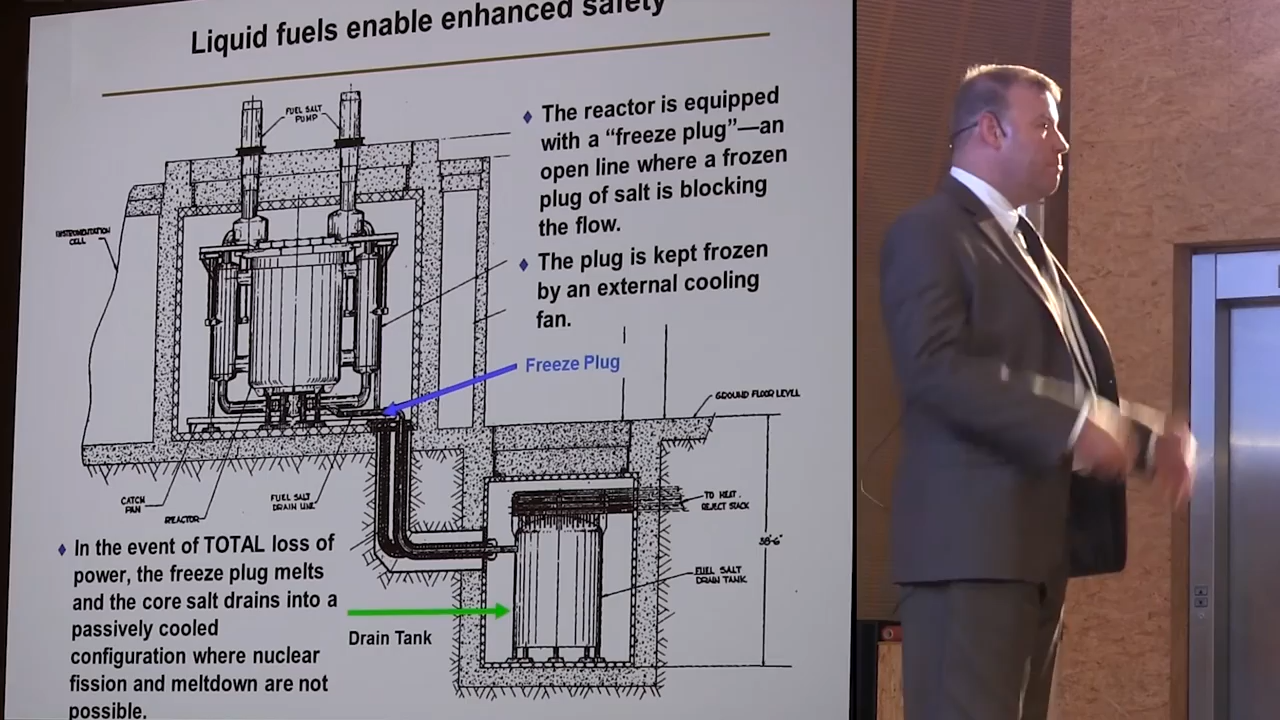 Liquid fuels enable enhanced safety
FUEL SALT
PUMP
The reactor is equipped
with a “freeze plug”—an
open line where a frozen
plug of salt is blocking
the flow.
INSTRUMENTATION
CELL
The plug is kept frozen
by an external cooling
fan.
Freeze Plug
GROUND FLOOR LEVEL
CATCH
PAN
REACTOR
FUEL SALT
DRAIN LINE
TO HEAT
REJECT STACK
38'-6"
FUEL SALT
DRAIN TANK
Drain Tank
In the event of TOTAL loss of
power, the freeze plug melts
and the core salt drains into a
passively cooled
configuration where nuclear
fission and meltdown are not
possible.